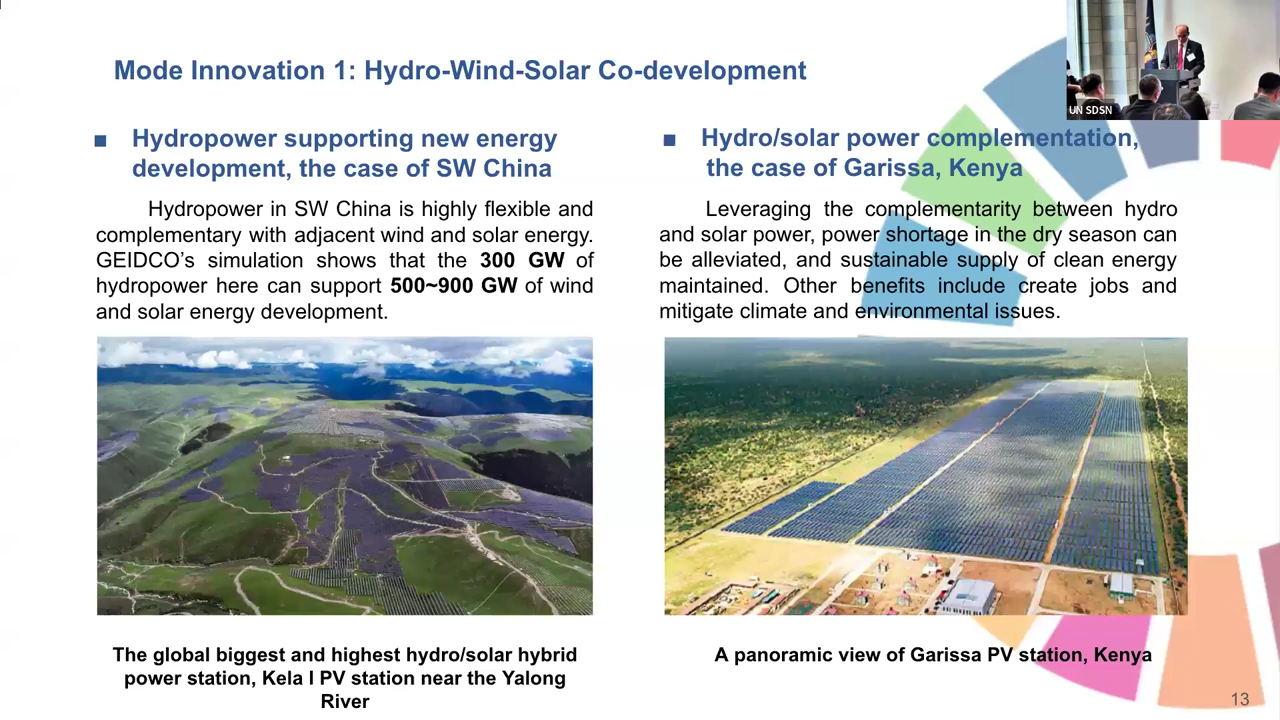 Mode Innovation 1: Hydro-Wind-Solar Co-development
UN SDSN
■ Hydropower supporting new energy
development, the case of SW China
Hydropower in SW China is highly flexible and
complementary with adjacent wind and solar energy.
GEIDCO’s simulation shows that the 300 GW of
hydropower here can support 500~900 GW of wind
and solar energy development.
The global biggest and highest hydro/solar hybrid
power station, Kela I PV station near the Yalong
River
■ Hydro/solar power complementation,
the case of Garissa, Kenya
Leveraging the complementarity between hydro
and solar power, power shortage in the dry season can
be alleviated, and sustainable supply of clean energy
maintained. Other benefits include create jobs and
mitigate climate and environmental issues.
A panoramic view of Garissa PV station, Kenya
13